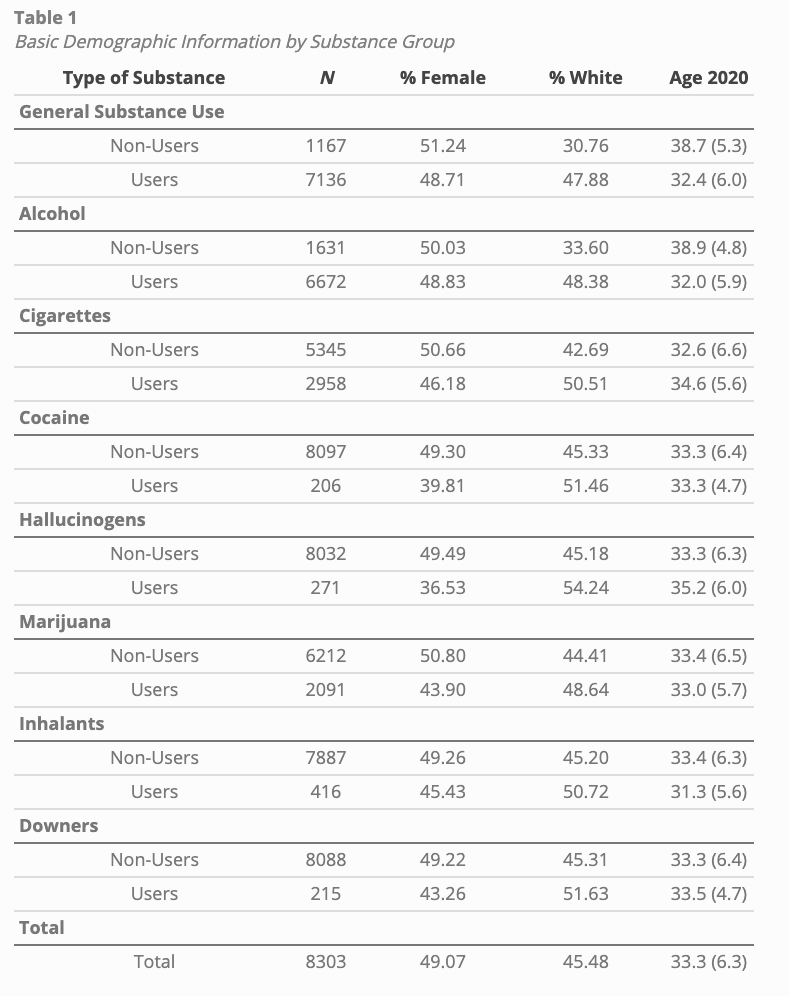 Table 1
Basic Demographic Information by Substance Group
Type of Substance N % Female % White Age 2020
General Substance Use
Non-Users 1167 51.24 30.76 38.7 (5.3)
Users 7136 48.71 47.88 32.4 (6.0)
Alcohol
Non-Users 1631 50.03 33.60 38.9 (4.8)
Users 6672 48.83 48.38 32.0 (5.9)
Cigarettes
Non-Users 5345 50.66 42.69 32.6 (6.6)
Users 2958 46.18 50.51 34.6 (5.6)
Cocaine
Non-Users 8097 49.30 45.33 33.3 (6.4)
Users 206 39.81 51.46 33.3 (4.7)
Hallucinogens
Non-Users 8032 49.49 45.18 33.3 (6.3)
Users 271 36.53 54.24 35.2 (6.0)
Marijuana
Non-Users 6212 50.80 44.41 33.4 (6.5)
Users 2091 43.90 48.64 33.0 (5.7)
Inhalants
Non-Users 7887 49.26 45.20 33.4 (6.3)
Users 416 45.43 50.72 31.3 (5.6)
Downers
Non-Users 8088 49.22 45.31 33.3 (6.4)
Users 215 43.26 51.63 33.5 (4.7)
Total
Total 8303 49.07 45.48 33.3 (6.3)